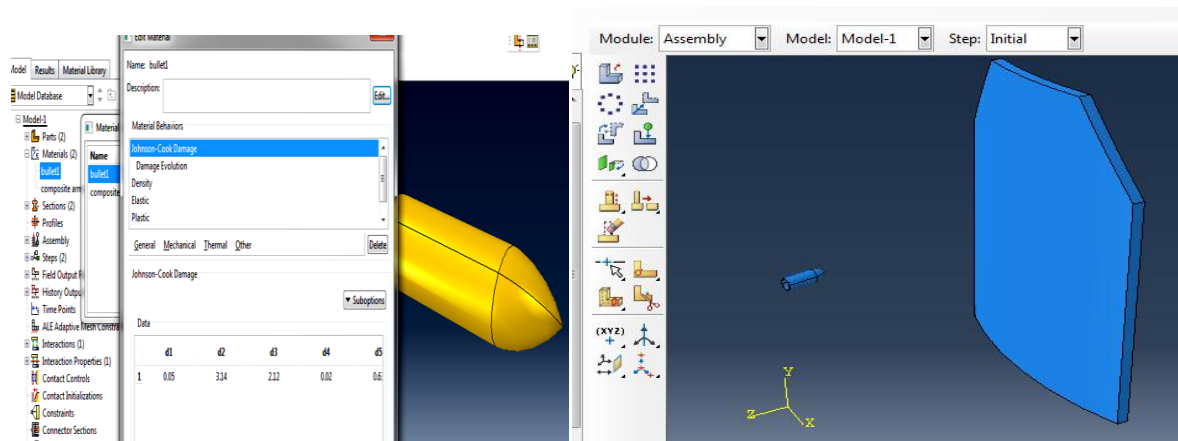 Edit Material
Name: bullet1
Description:
Edit...
Model Results Material Library
Model Database
Model-1
Parts (2)
Materials (2)
bullet1
Sections (2)
Profiles
Assembly
Steps (2)
Field Output
History Outpu
Time Points
ALE Adaptive Mesh Constra
Interactions (1)
Interaction Properties (1)
Contact Controls
Contact Initializations
Constraints
Connector Sections
Material
Name
bullet1
composite
Material Behaviors
Johnson-Cook Damage
Damage Evolution
Density
Elastic
Plastic
General Mechanical Thermal Other Delete
Johnson-Cook Damage
Suboptions
Data
d1 d2 d3 d4 d5
1 0.05 3.14 2.12 0.02
Module: Assembly Model: Model-1 Step: Initial
(XYZ)
Y
Z
X